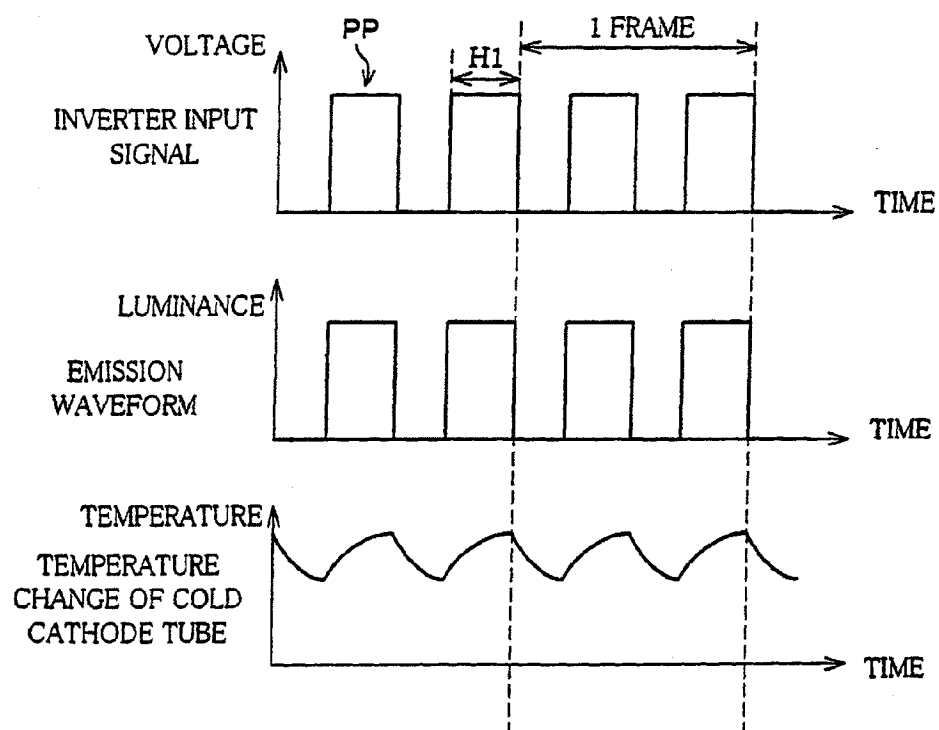 PP
1 FRAME
VOLTAGE
H1
INVERTER INPUT
SIGNAL
TIME
LUMINANCE
EMISSION
WAVEFORM
TIME
TEMPERATURE
TEMPERATURE
CHANGE OF COLD
CATHODE TUBE
TIME